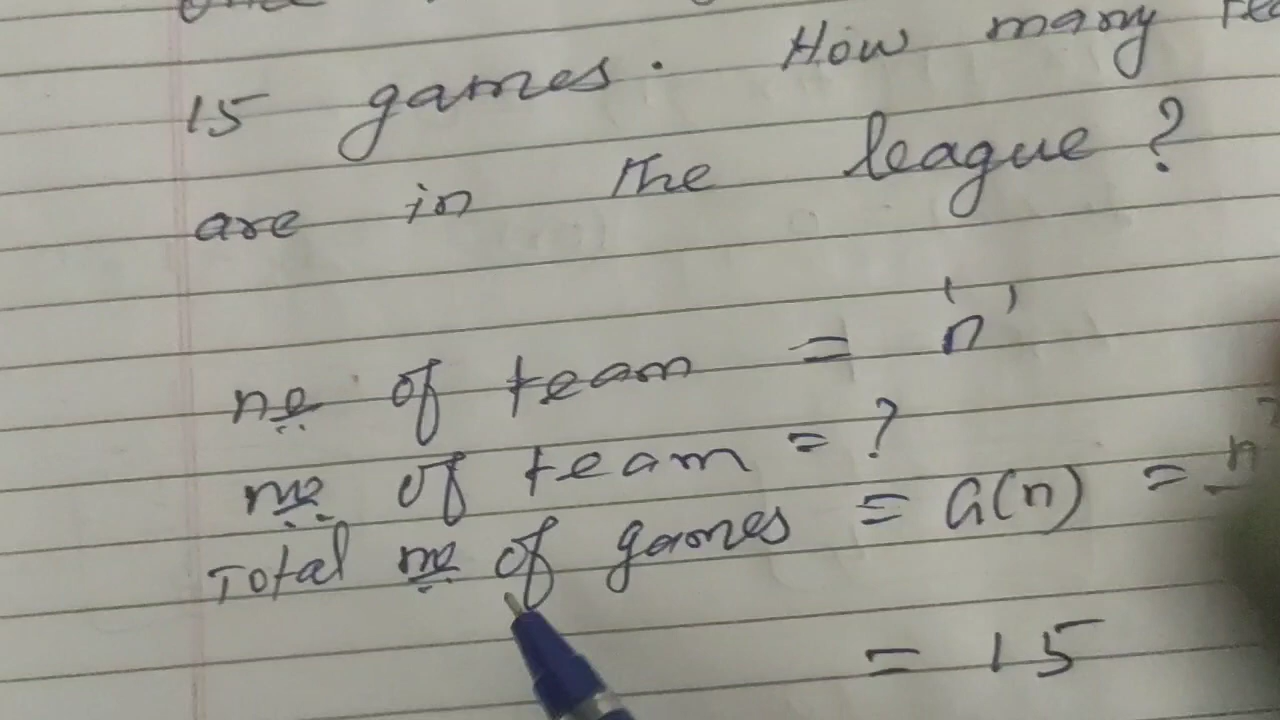 15 games. How many
are in the league?
no of team = 'n'
no of team = ?
Total no of games = G(n) = n
= 15